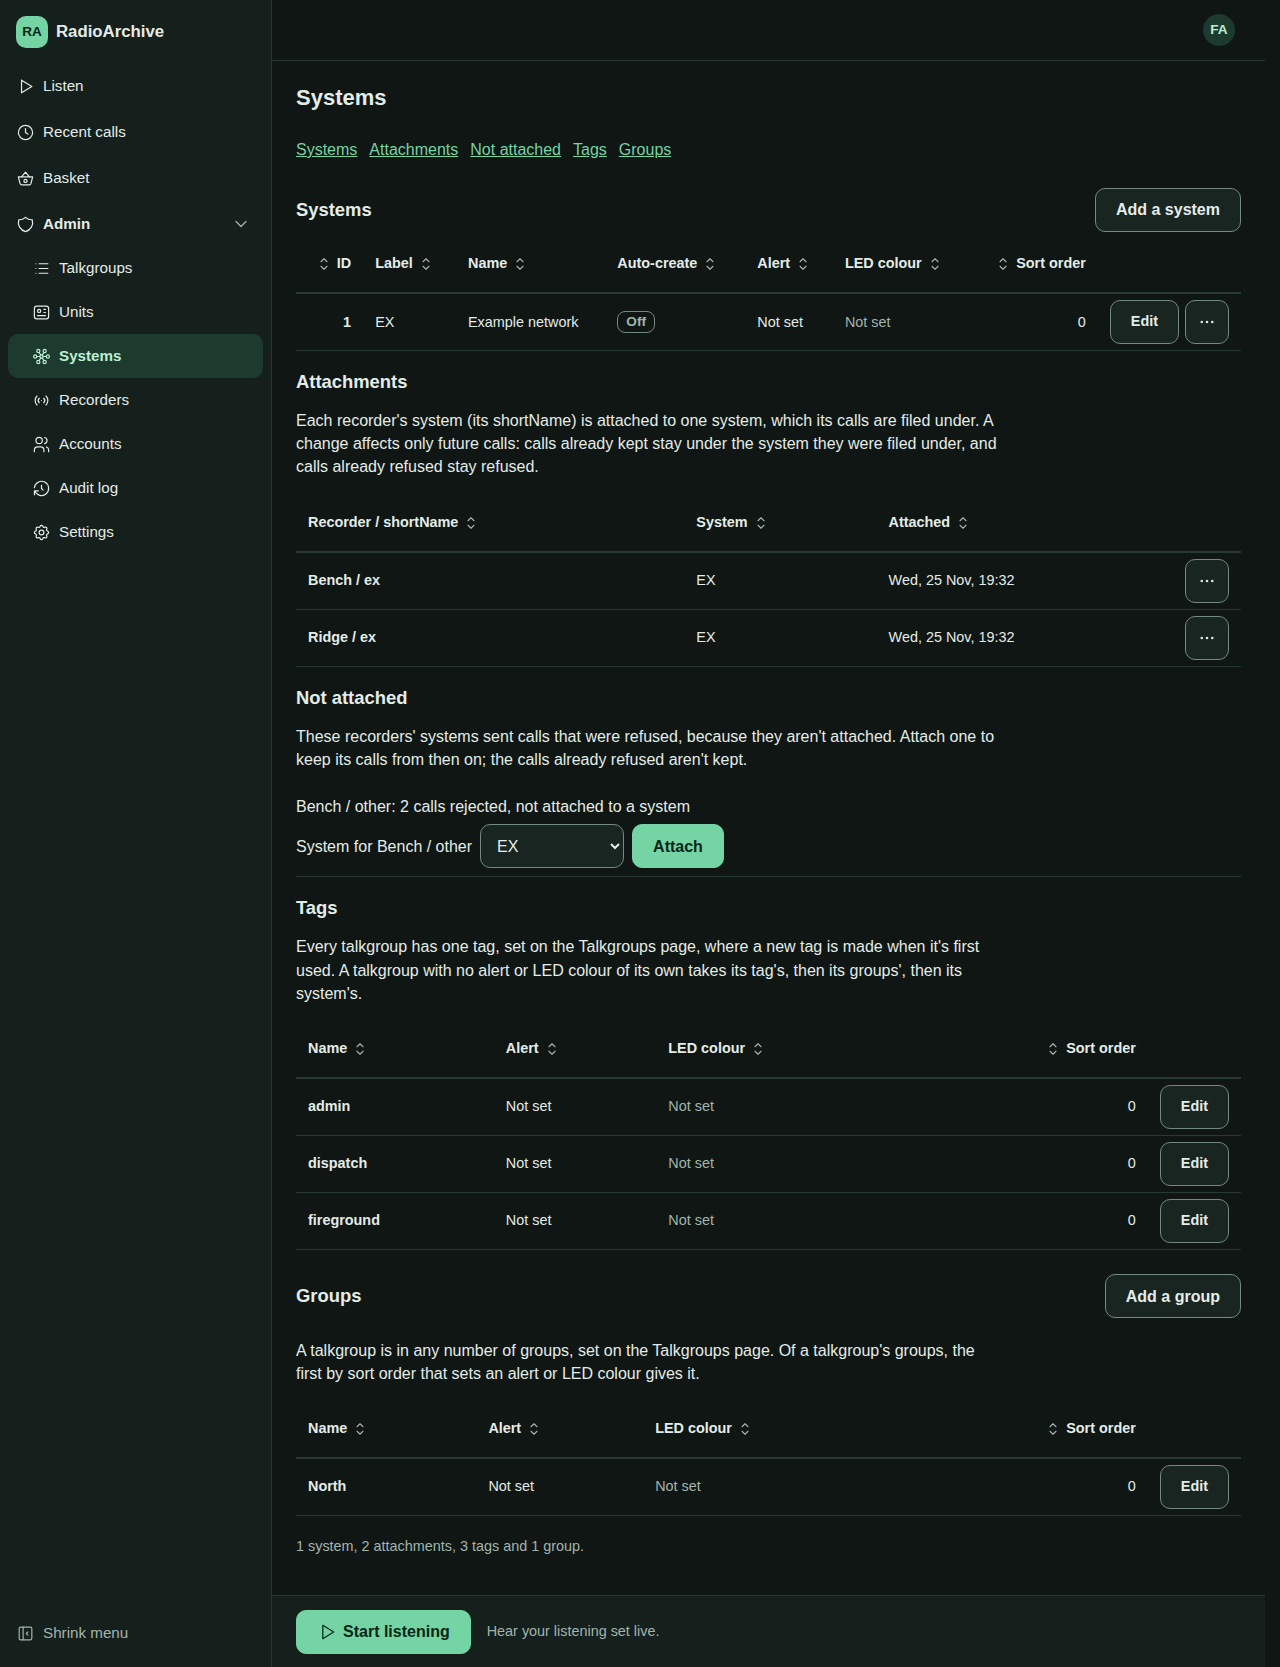 RA RadioArchive
FA
Listen
Recent calls
Basket
Admin
Talkgroups
Units
Systems
Recorders
Accounts
Audit log
Settings
Shrink menu
Systems
Systems Attachments Not attached Tags Groups
Systems
Add a system
ID Label Name Auto-create Alert LED colour Sort order
1 EX Example network Off Not set Not set 0 Edit
Attachments
Each recorder's system (its shortName) is attached to one system, which its calls are filed under. A
change affects only future calls: calls already kept stay under the system they were filed under, and
calls already refused stay refused.
Recorder / shortName System Attached
Bench / ex EX Wed, 25 Nov, 19:32
Ridge / ex EX Wed, 25 Nov, 19:32
Not attached
These recorders' systems sent calls that were refused, because they aren't attached. Attach one to
keep its calls from then on; the calls already refused aren't kept.
Bench / other: 2 calls rejected, not attached to a system
System for Bench / other EX Attach
Tags
Every talkgroup has one tag, set on the Talkgroups page, where a new tag is made when it's first
used. A talkgroup with no alert or LED colour of its own takes its tag's, then its groups', then its
system's.
Name Alert LED colour Sort order
admin Not set Not set 0 Edit
dispatch Not set Not set 0 Edit
fireground Not set Not set 0 Edit
Groups
Add a group
A talkgroup is in any number of groups, set on the Talkgroups page. Of a talkgroup's groups, the
first by sort order that sets an alert or LED colour gives it.
Name Alert LED colour Sort order
North Not set Not set 0 Edit
1 system, 2 attachments, 3 tags and 1 group.
Start listening Hear your listening set live.